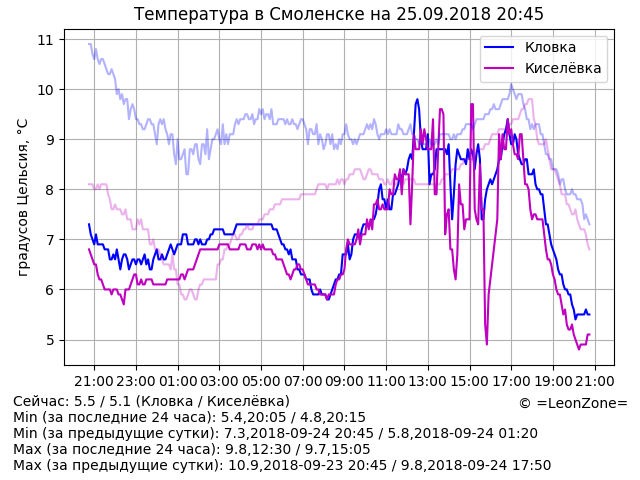 Температура в Смоленске на 25.09.2018 20:45
градусов Цельсия, °C
11
10
9
8
7
6
5
Кловка
Киселёвка
21:00 23:00 01:00 03:00 05:00 07:00 09:00 11:00 13:00 15:00 17:00 19:00 21:00
Сейчас: 5.5 / 5.1 (Кловка / Киселёвка)
© =LeonZone=
Min (за последние 24 часа): 5.4,20:05 / 4.8,20:15
Min (за предыдущие сутки): 7.3,2018-09-24 20:45 / 5.8,2018-09-24 01:20
Max (за последние 24 часа): 9.8,12:30 / 9.7,15:05
Max (за предыдущие сутки): 10.9,2018-09-23 20:45 / 9.8,2018-09-24 17:50